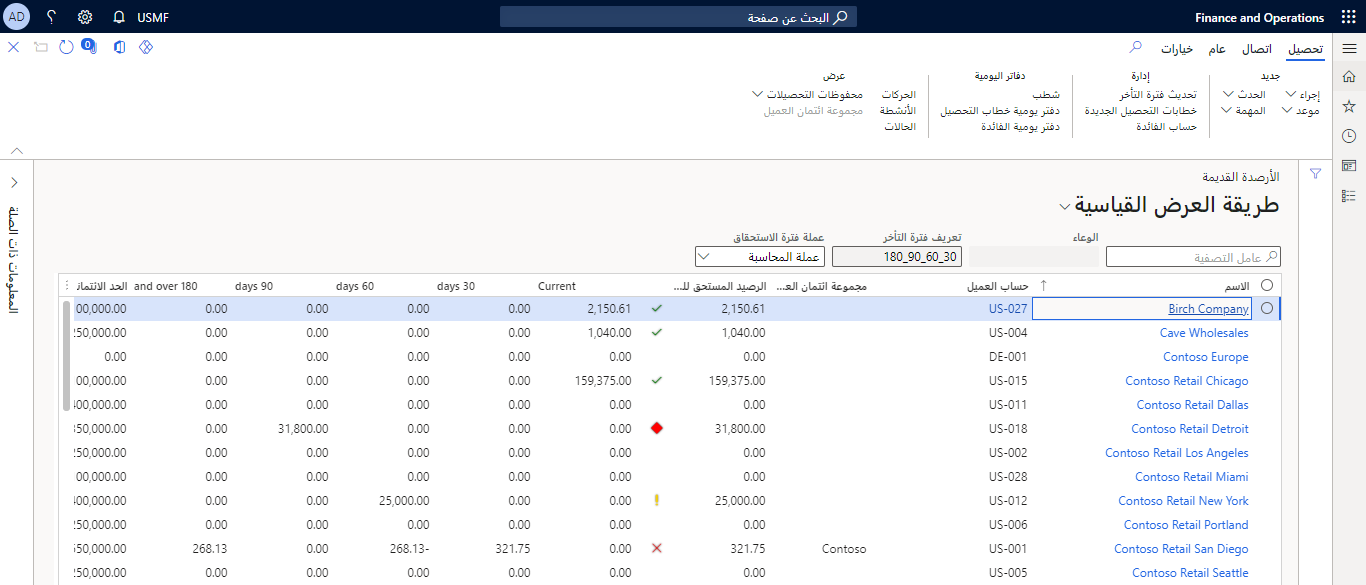 Finance and Operations
البحث عن صفحة
USMF
AD
تحصيل
اتصال
عام
خيارات
0
جديد
إجراء
الحدث
موعد
المهمة
إدارة
تحديث فترة التأخر
خطابات التحصيل الجديدة
حساب الفائدة
دفاتر اليومية
شطب
دفتر يومية خطاب التحصيل
دفتر يومية الفائدة
عرض
الحركات
محفوظات التحصيلات
الأنشطة
مجموعة ائتمان العميل
الحالات
الأرصدة القديمة
طريقة العرض القياسية
المعلومات ذات الصلة
عامل التصفية
الوعاء
تعريف فترة التأخر
180_90_60_30
عملة فترة الاستحقاق
عملة المحاسبة
الاسم حساب العميل مجموعة ائتمان الع... الرصيد المستحق للـ... Current 30 days 60 days 90 days 180 and over الحد الائتماني
Birch Company US-027 2,150.61 2,150.61 0.00 0.00 0.00 0.00 00,000.00
Cave Wholesales US-004 1,040.00 1,040.00 0.00 0.00 0.00 0.00 250,000.00
Contoso Europe DE-001 0.00 0.00 0.00 0.00 0.00 0.00 0.00
Contoso Retail Chicago US-015 159,375.00 159,375.00 0.00 0.00 0.00 0.00 00,000.00
Contoso Retail Dallas US-011 0.00 0.00 0.00 0.00 0.00 0.00 400,000.00
Contoso Retail Detroit US-018 31,800.00 0.00 0.00 0.00 31,800.00 0.00 350,000.00
Contoso Retail Los Angeles US-002 0.00 0.00 0.00 0.00 0.00 0.00 250,000.00
Contoso Retail Miami US-028 0.00 0.00 0.00 0.00 0.00 0.00 00,000.00
Contoso Retail New York US-012 25,000.00 0.00 0.00 25,000.00 0.00 0.00 400,000.00
Contoso Retail Portland US-006 0.00 0.00 0.00 0.00 0.00 0.00 250,000.00
Contoso Retail San Diego US-001 Contoso 321.75 0.00 321.75 268.13- 0.00 268.13 550,000.00
Contoso Retail Seattle US-005 0.00 0.00 0.00 0.00 0.00 0.00 250,000.00